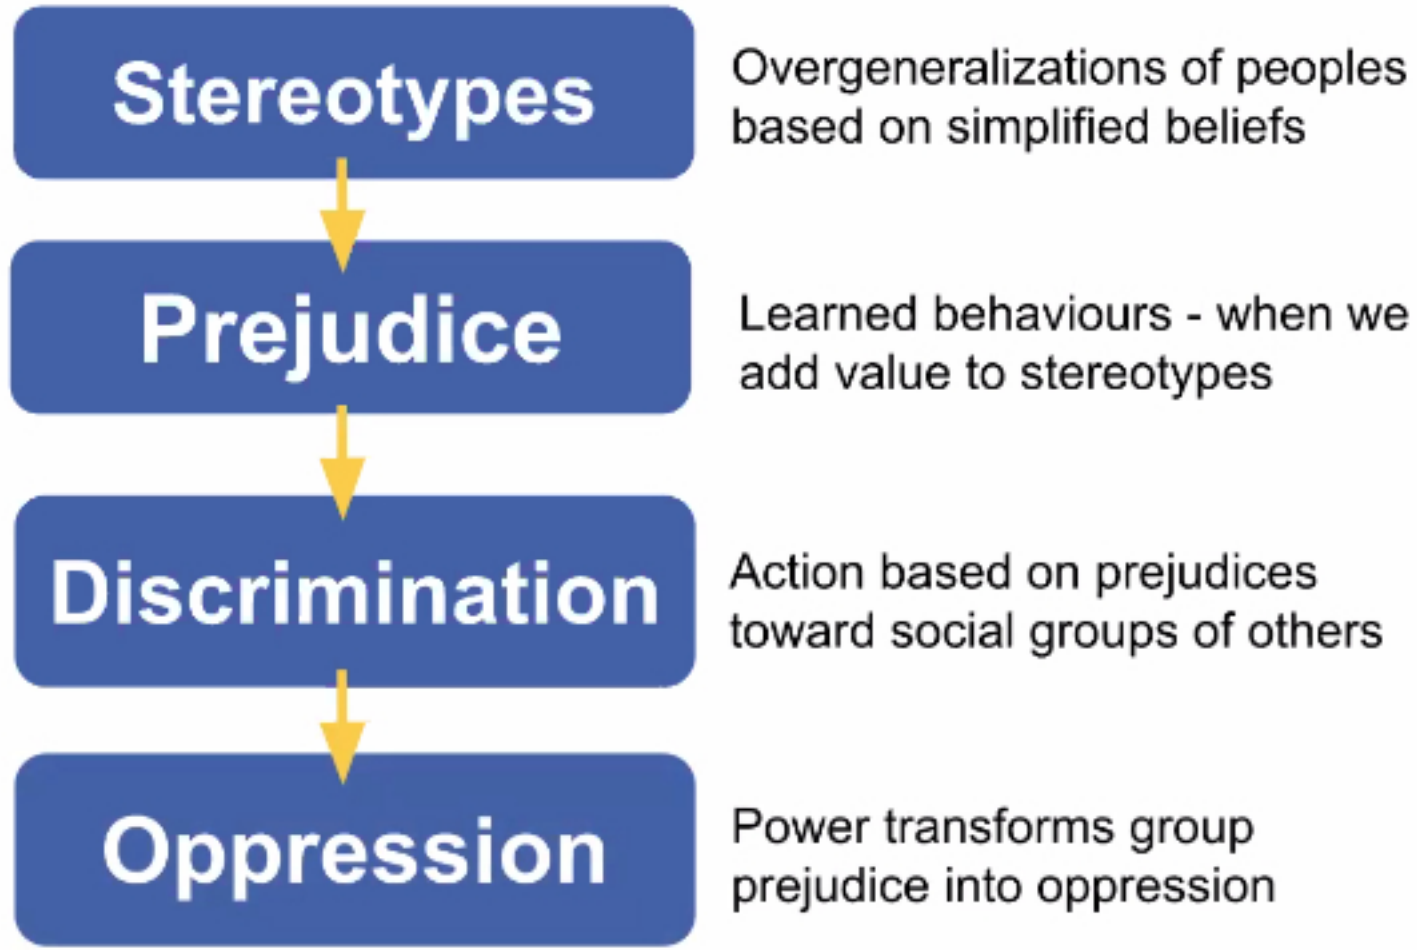 Stereotypes
Overgeneralizations of peoples
based on simplified beliefs
Prejudice
Learned behaviours - when we
add value to stereotypes
Discrimination
Action based on prejudices
toward social groups of others
Oppression
Power transforms group
prejudice into oppression